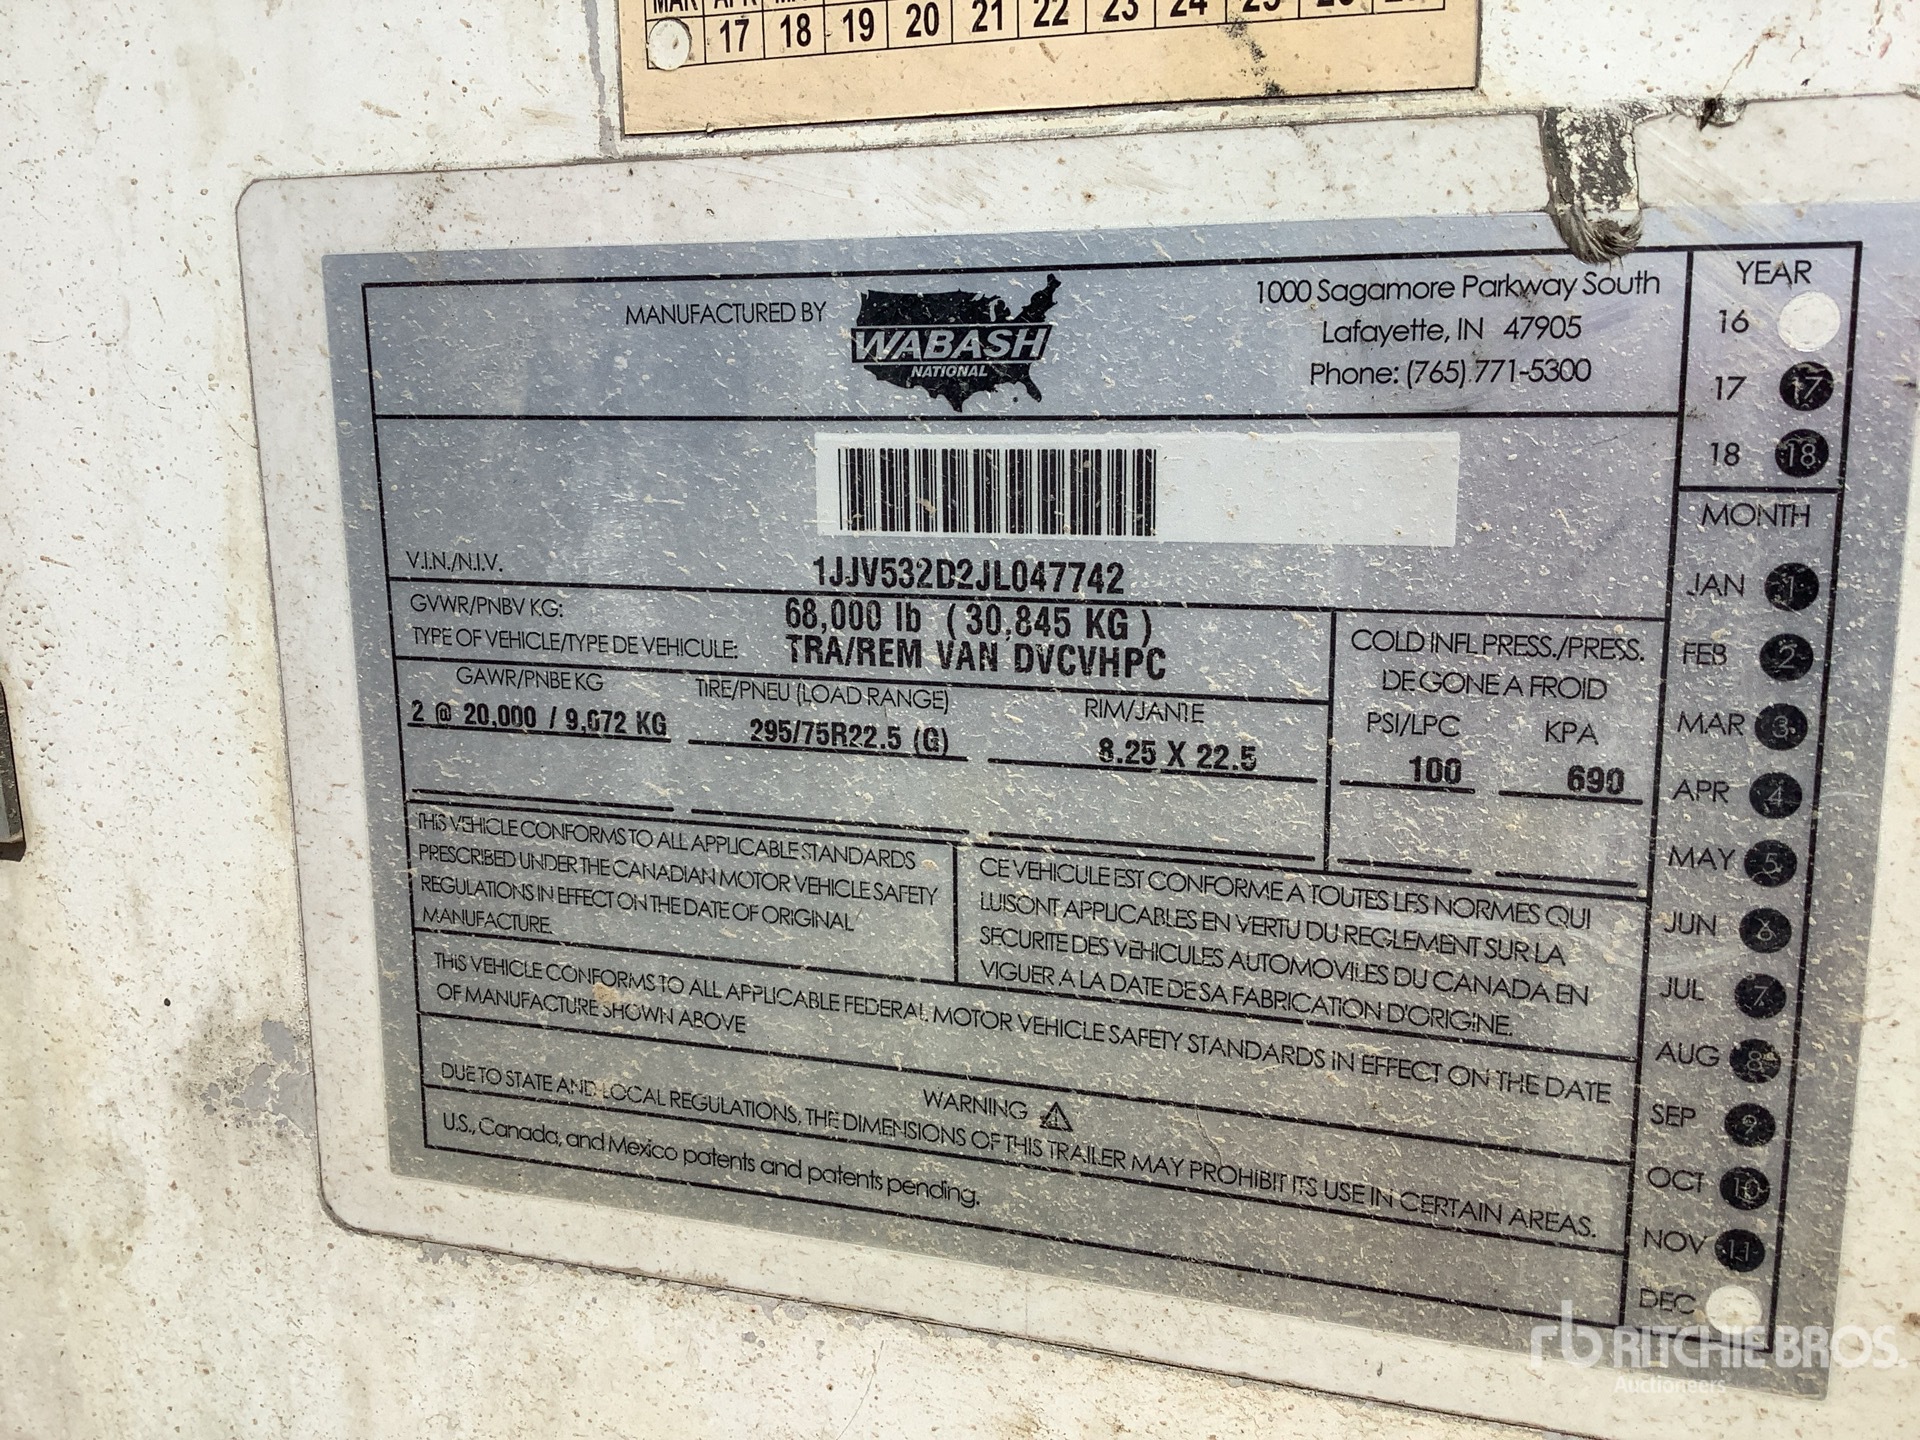 17 18 19 20 21 22 23 24
MANUFACTURED BY
WABASH
NATIONAL
1000 Sagamore Parkway South
Lafayette, IN 47905
Phone: (765) 771-5300
V.I.N./N.I.V.
1JJV532D2JL047742
GVWR/PNBV KG:
68,000 lb (30,845 KG)
TYPE OF VEHICLE/TYPE DE VEHICULE:
TRA/REM VAN DVCVHPC
GAWR/PNBE KG
TIRE/PNEU (LOAD RANGE)
RIM/JANTE
2 @ 20,000 / 9,072 KG
295/75R22.5 (G)
8.25 X 22.5
COLD INFL PRESS./PRESS.
DE GONE A FROID
PSI/LPC KPA
100 690
THIS VEHICLE CONFORMS TO ALL APPLICABLE STANDARDS
PRESCRIBED UNDER THE CANADIAN MOTOR VEHICLE SAFETY
REGULATIONS IN EFFECT ON THE DATE OF ORIGINAL
MANUFACTURE.
CE VEHICULE EST CONFORME A TOUTES LES NORMES QUI
LUI SONT APPLICABLES EN VERTU DU REGLEMENT SUR LA
SECURITE DES VEHICULES AUTOMOVILES DU CANADA EN
VIGUER A LA DATE DE SA FABRICATION D'ORIGINE.
THIS VEHICLE CONFORMS TO ALL APPLICABLE FEDERAL MOTOR VEHICLE SAFETY STANDARDS IN EFFECT ON THE DATE
OF MANUFACTURE SHOWN ABOVE
WARNING
DUE TO STATE AND LOCAL REGULATIONS, THE DIMENSIONS OF THIS TRAILER MAY PROHIBIT ITS USE IN CERTAIN AREAS.
U.S., Canada, and Mexico patents and patents pending.
YEAR
16
17 17
18 18
MONTH
JAN 1
FEB 2
MAR 3
APR 4
MAY 5
JUN 6
JUL 7
AUG 8
SEP 9
OCT 10
NOV 11
DEC
rb RITCHIE BROS.
Auctioneers